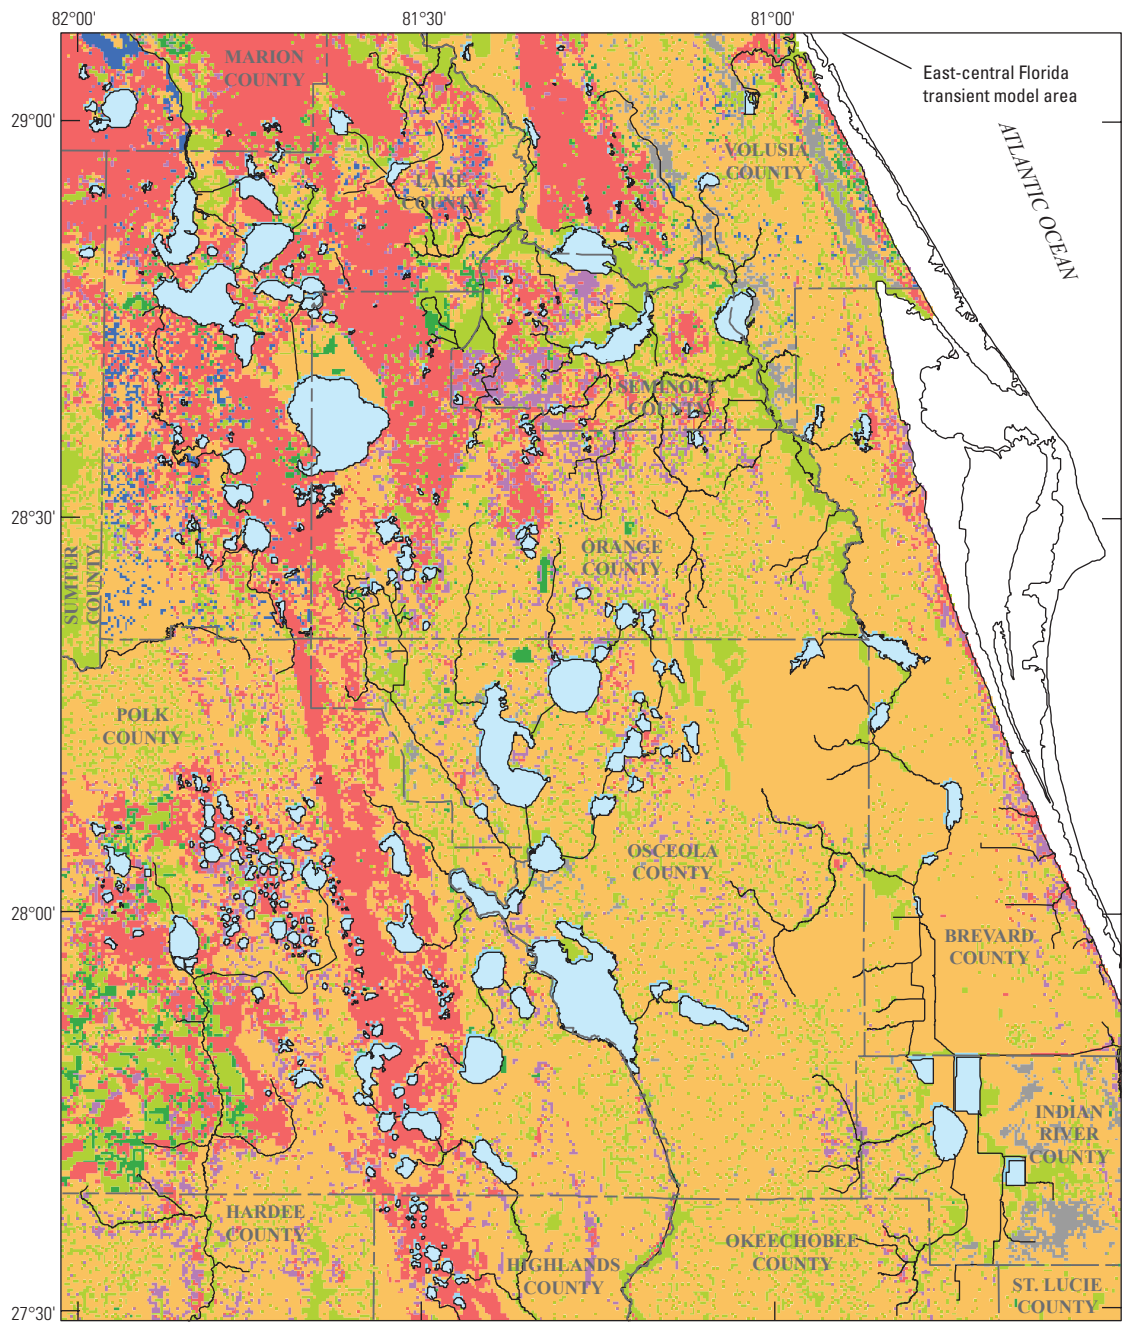 82°00'
81°30'
81°00'
East-central Florida
transient model area
MARION
COUNTY
29°00'
ATLANTIC OCEAN
VOLUSIA
COUNTY
LAKE
COUNTY
SEMINOLE
COUNTY
28°30'
SUMTER
COUNTY
ORANGE
COUNTY
POLK
COUNTY
OSCEOLA
COUNTY
28°00'
BREVARD
COUNTY
INDIAN
RIVER
COUNTY
HARDEE
COUNTY
OKEECHOBEE
COUNTY
HIGHLANDS
COUNTY
ST. LUCIE
COUNTY
27°30'